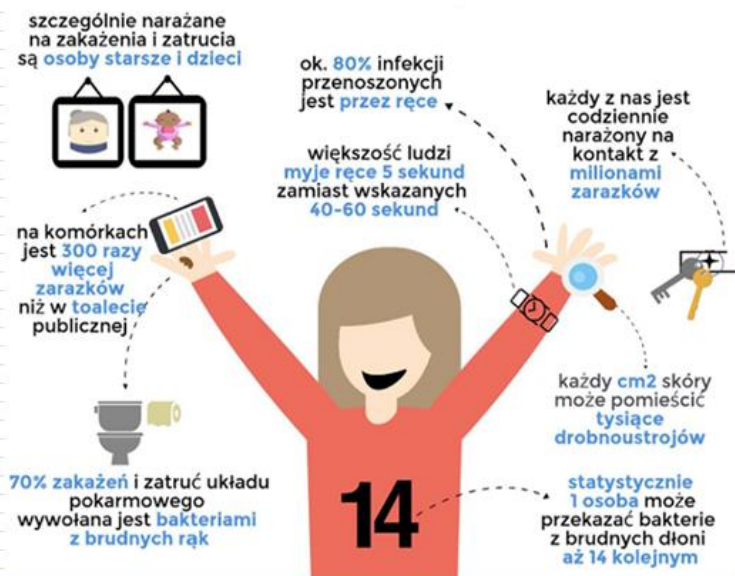 szczególnie narażane
na zakażenia i zatrucia
są osoby starsze i dzieci
ok. 80% infekcji
przenoszonych
jest przez ręce
każdy z nas jest
codziennie
narażony na
kontakt z
milionami
zarazków
większość ludzi
myje ręce 5 sekund
zamiast wskazanych
40-60 sekund
na komórkach
jest 300 razy
więcej
zarazków
niż w toalecie
publicznej
każdy cm2 skóry
może pomieścić
tysiące
drobnoustrojów
70% zakażeń i zatruć układu
pokarmowego
wywołana jest bakteriami
z brudnych rąk
14
statystycznie
1 osoba może
przekazać bakterie
z brudnych dłoni
aż 14 kolejnym